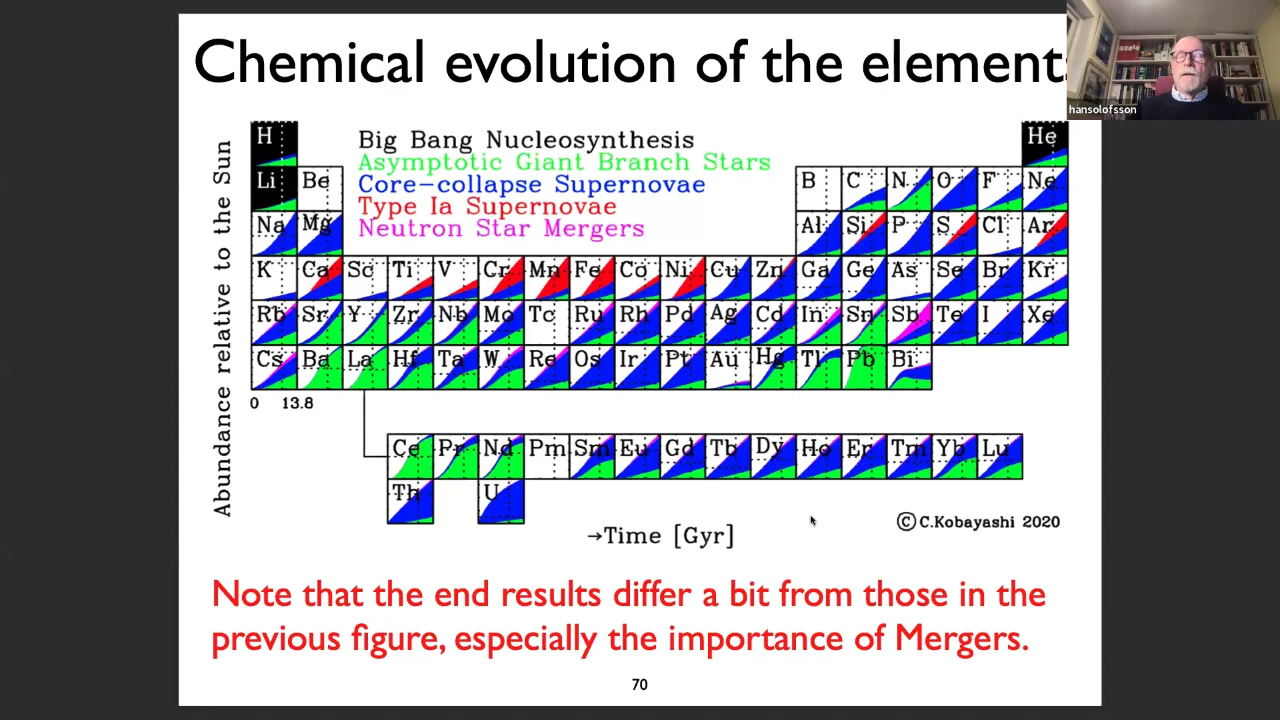 Chemical evolution of the element
hansolofsson
Abundance relative to the Sun
H He
Big Bang Nucleosynthesis
Asymptotic Giant Branch Stars
Core-collapse Supernovae
Type Ia Supernovae
Neutron Star Mergers
Li Be B C N O F Ne
Na Mg Al Si P S Cl Ar
K Ca Sc Ti V Cr Mn Fe Co Ni Cu Zn Ga Ge As Se Br Kr
Rb Sr Y Zr Nb Mo Tc Ru Rh Pd Ag Cd In Sn Sb Te I Xe
Cs Ba La Hf Ta W Re Os Ir Pt Au Hg Tl Pb Bi
0 13.8
Ce Pr Nd Pm Sm Eu Gd Tb Dy Ho Er Tm Yb Lu
Th U
→Time [Gyr]
© C.Kobayashi 2020
Note that the end results differ a bit from those in the
previous figure, especially the importance of Mergers.
70